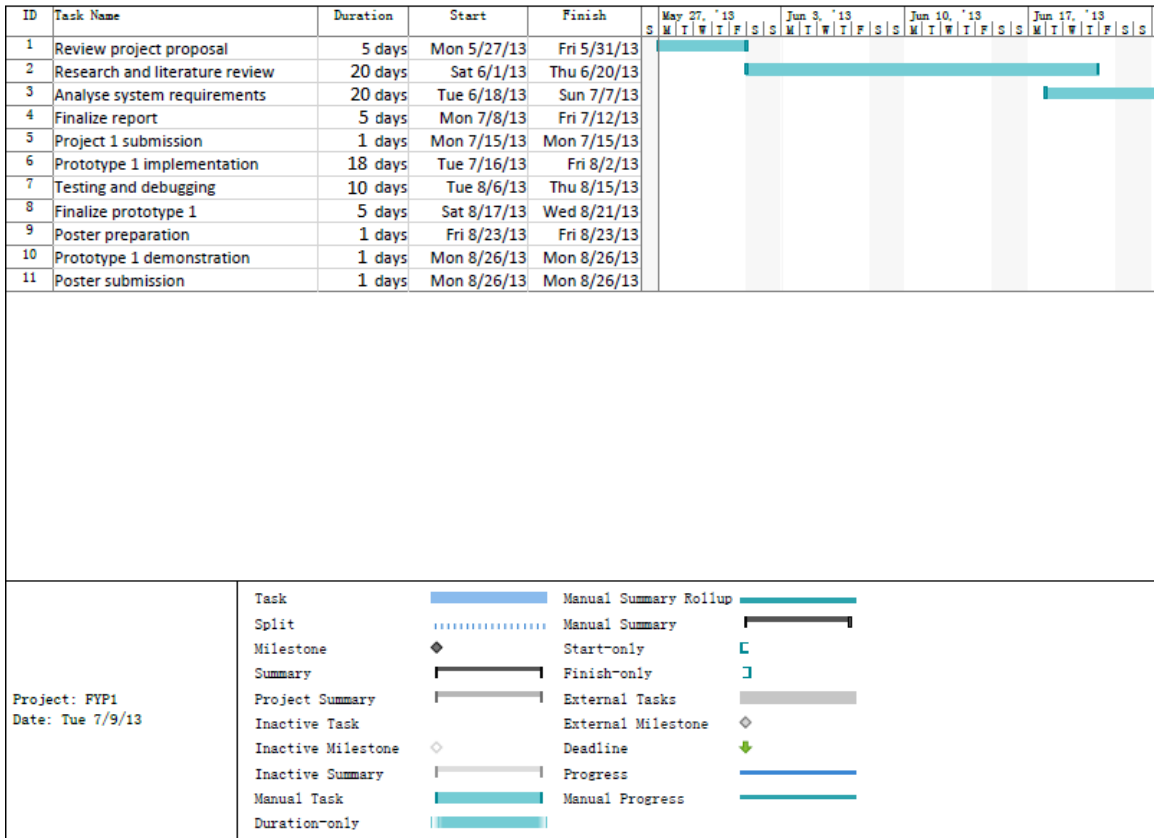 ID Task Name Duration Start Finish May 27, '13 Jun 3, '13 Jun 10, '13 Jun 17, '13
S M T W T F S S M T W T F S S M T W T F S S M T W T F S S
1 Review project proposal 5 days Mon 5/27/13 Fri 5/31/13
2 Research and literature review 20 days Sat 6/1/13 Thu 6/20/13
3 Analyse system requirements 20 days Tue 6/18/13 Sun 7/7/13
4 Finalize report 5 days Mon 7/8/13 Fri 7/12/13
5 Project 1 submission 1 days Mon 7/15/13 Mon 7/15/13
6 Prototype 1 implementation 18 days Tue 7/16/13 Fri 8/2/13
7 Testing and debugging 10 days Tue 8/6/13 Thu 8/15/13
8 Finalize prototype 1 5 days Sat 8/17/13 Wed 8/21/13
9 Poster preparation 1 days Fri 8/23/13 Fri 8/23/13
10 Prototype 1 demonstration 1 days Mon 8/26/13 Mon 8/26/13
11 Poster submission 1 days Mon 8/26/13 Mon 8/26/13
Project: FYP1
Date: Tue 7/9/13
Task
Split
Milestone
Summary
Project Summary
Inactive Task
Inactive Milestone
Inactive Summary
Manual Task
Duration-only
Manual Summary Rollup
Manual Summary
Start-only
Finish-only
External Tasks
External Milestone
Deadline
Progress
Manual Progress